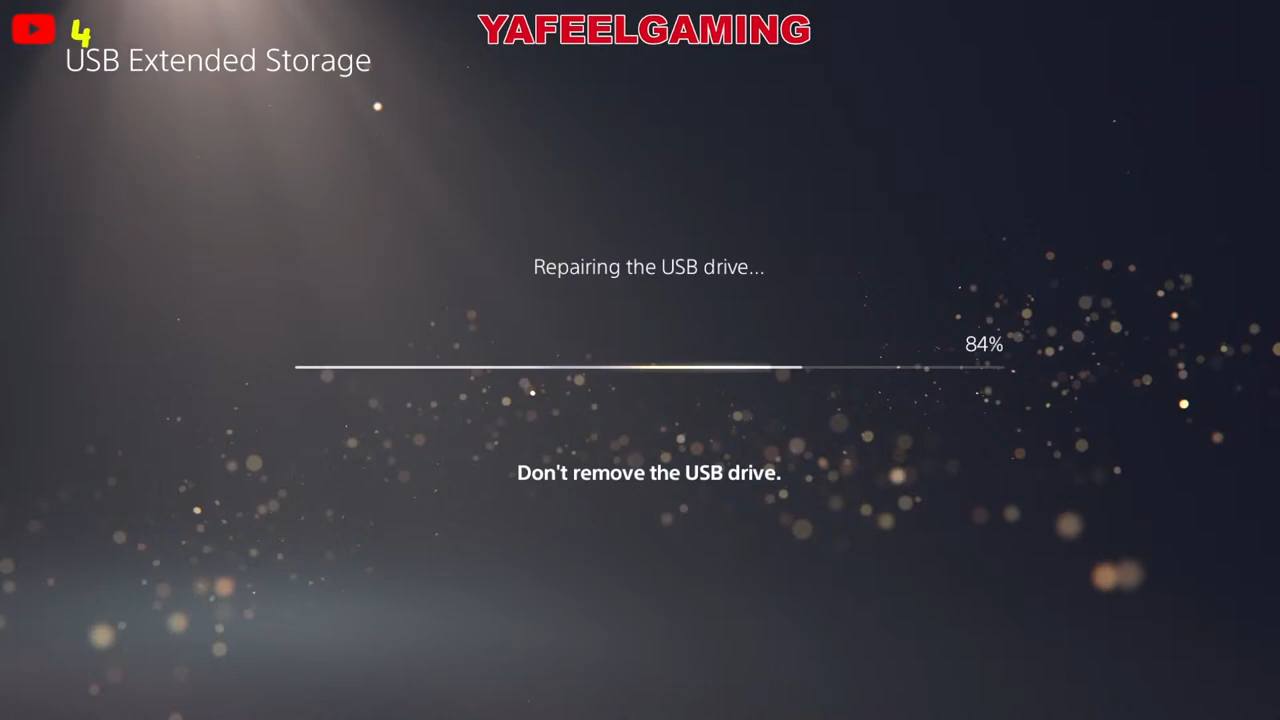 YAFEELGAMING
4
USB Extended Storage
Repairing the USB drive...
84%
Don't remove the USB drive.